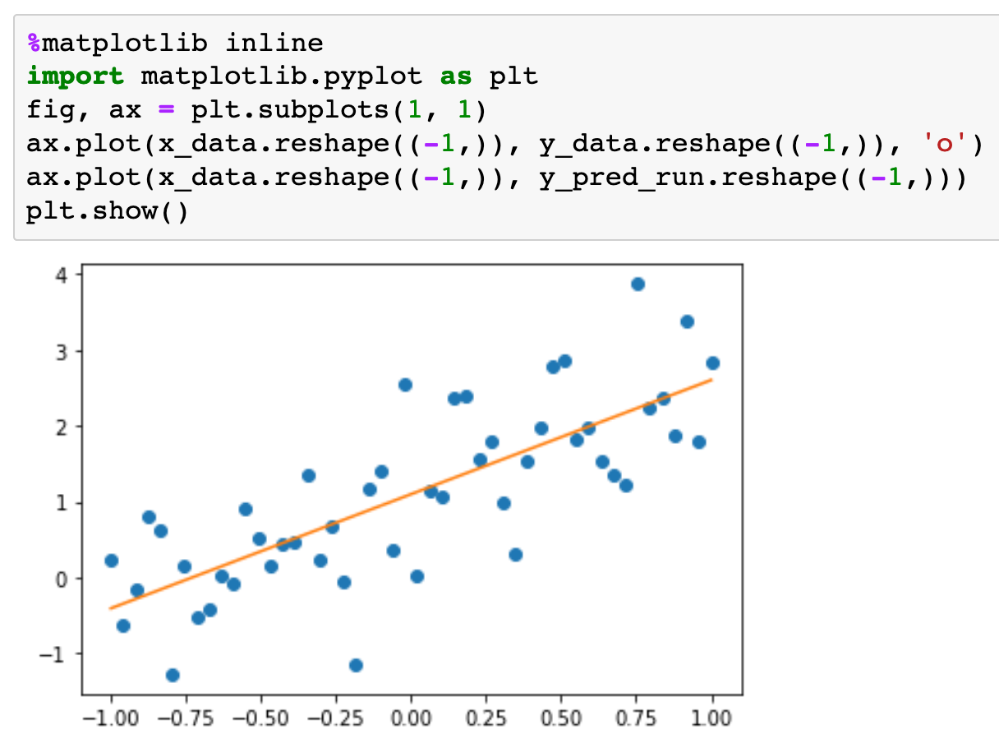 %matplotlib inline
import matplotlib.pyplot as plt
fig, ax = plt.subplots(1, 1)
ax.plot(x_data.reshape((-1,)), y_data.reshape((-1,)), 'o')
ax.plot(x_data.reshape((-1,)), y_pred_run.reshape((-1,)))
plt.show()
4
3
2
1
0
−1
−1.00 −0.75 −0.50 −0.25 0.00 0.25 0.50 0.75 1.00